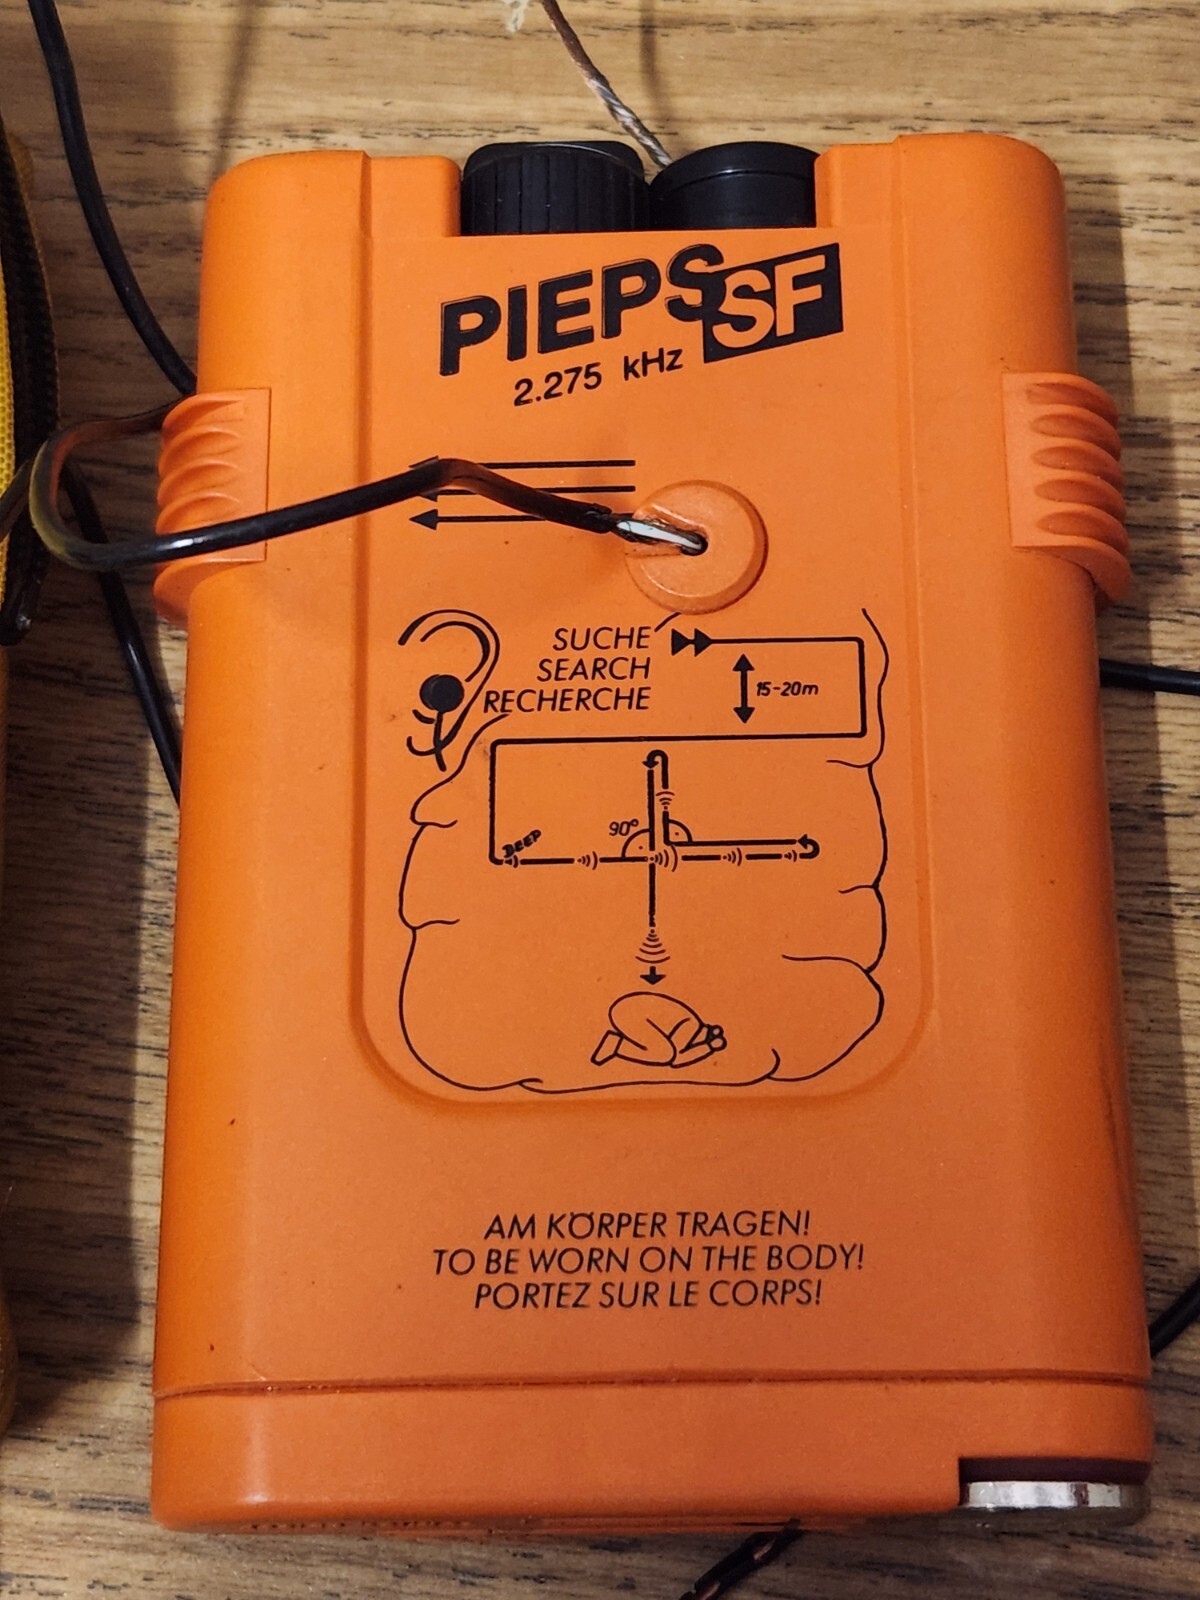 PIEPS SF
2.275 kHz
SUCHE
SEARCH
RECHERCHE
15-20m
90°
BEEP
AM KÖRPER TRAGEN!
TO BE WORN ON THE BODY!
PORTEZ SUR LE CORPS!